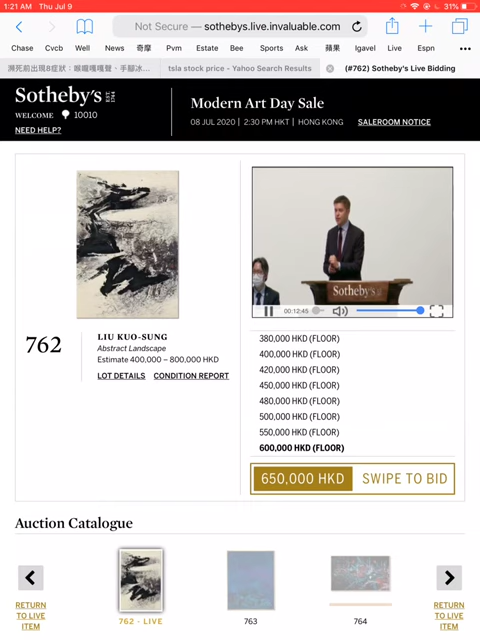 1:21 AM Thu Jul 9
31%
Not Secure — sothebys.live.invaluable.com
Chase Cvcb Well News 奇摩 Pvm Estate Bee Sports Ask 蘋果 Igavel Live Espn
瀕死前出現8症狀:喉嚨嘎嘎聲、手腳冰...
tsla stock price - Yahoo Search Results
(#762) Sotheby's Live Bidding
Sotheby's EST. 1744
WELCOME 10010
NEED HELP?
Modern Art Day Sale
08 JUL 2020 | 2:30 PM HKT | HONG KONG SALEROOM NOTICE
Sotheby's
00:12:45
762
LIU KUO-SUNG
Abstract Landscape
Estimate 400,000 – 800,000 HKD
LOT DETAILS CONDITION REPORT
380,000 HKD (FLOOR)
400,000 HKD (FLOOR)
420,000 HKD (FLOOR)
450,000 HKD (FLOOR)
480,000 HKD (FLOOR)
500,000 HKD (FLOOR)
550,000 HKD (FLOOR)
600,000 HKD (FLOOR)
650,000 HKD SWIPE TO BID
Auction Catalogue
RETURN
TO LIVE
ITEM
762 - LIVE
763
764
RETURN
TO LIVE
ITEM